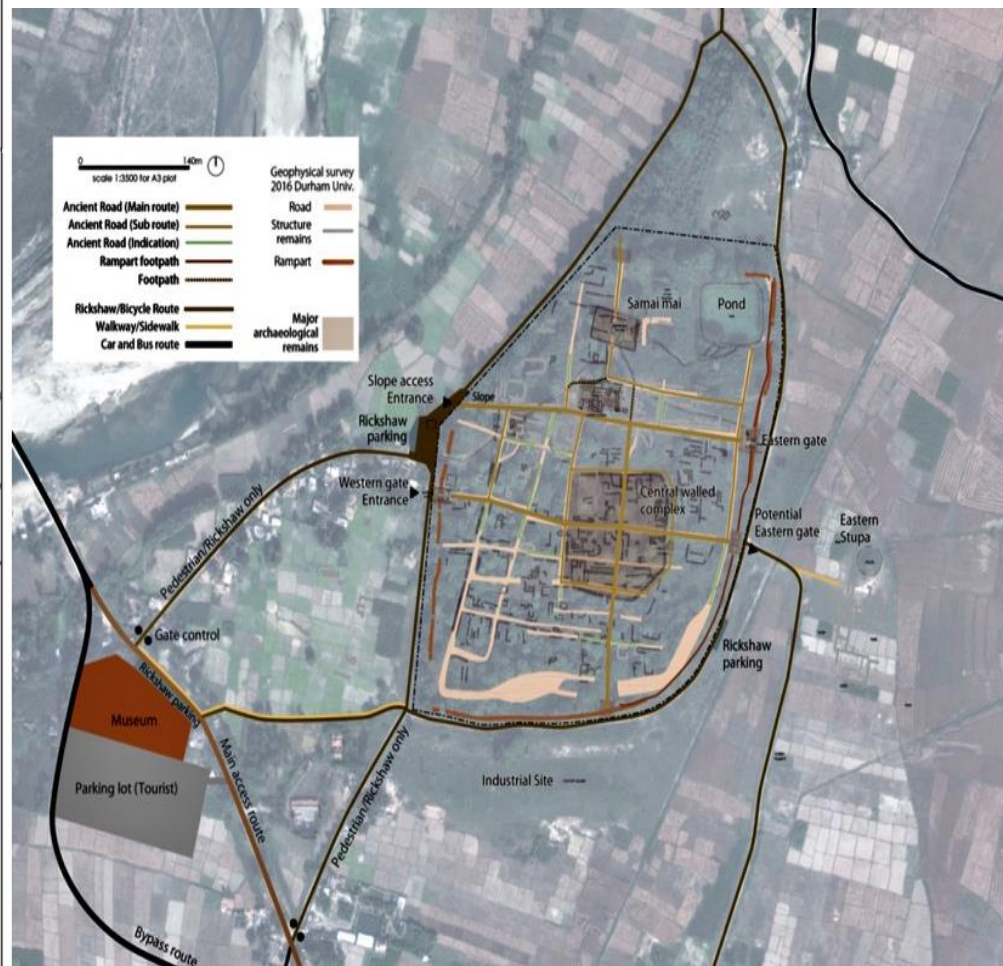 0 140m
scale 1:3500 for A3 plot
Ancient Road (Main route)
Ancient Road (Sub route)
Ancient Road (Indication)
Rampart footpath
Footpath
Rickshaw/Bicycle Route
Walkway/Sidewalk
Car and Bus route
Geophysical survey
2016 Durham Univ.
Road
Structure
remains
Rampart
Major
archaeological
remains
Samai mai
Pond
Slope access
Entrance
Slope
Rickshaw
parking
Eastern gate
Western gate
Entrance
Central walled
complex
Potential
Eastern gate
Eastern
Stupa
Pedestrian/Rickshaw only
Gate control
Rickshaw parking
Rickshaw
parking
Museum
Main access route
Parking lot (Tourist)
Pedestrian/Rickshaw only
Industrial Site
Bypass route